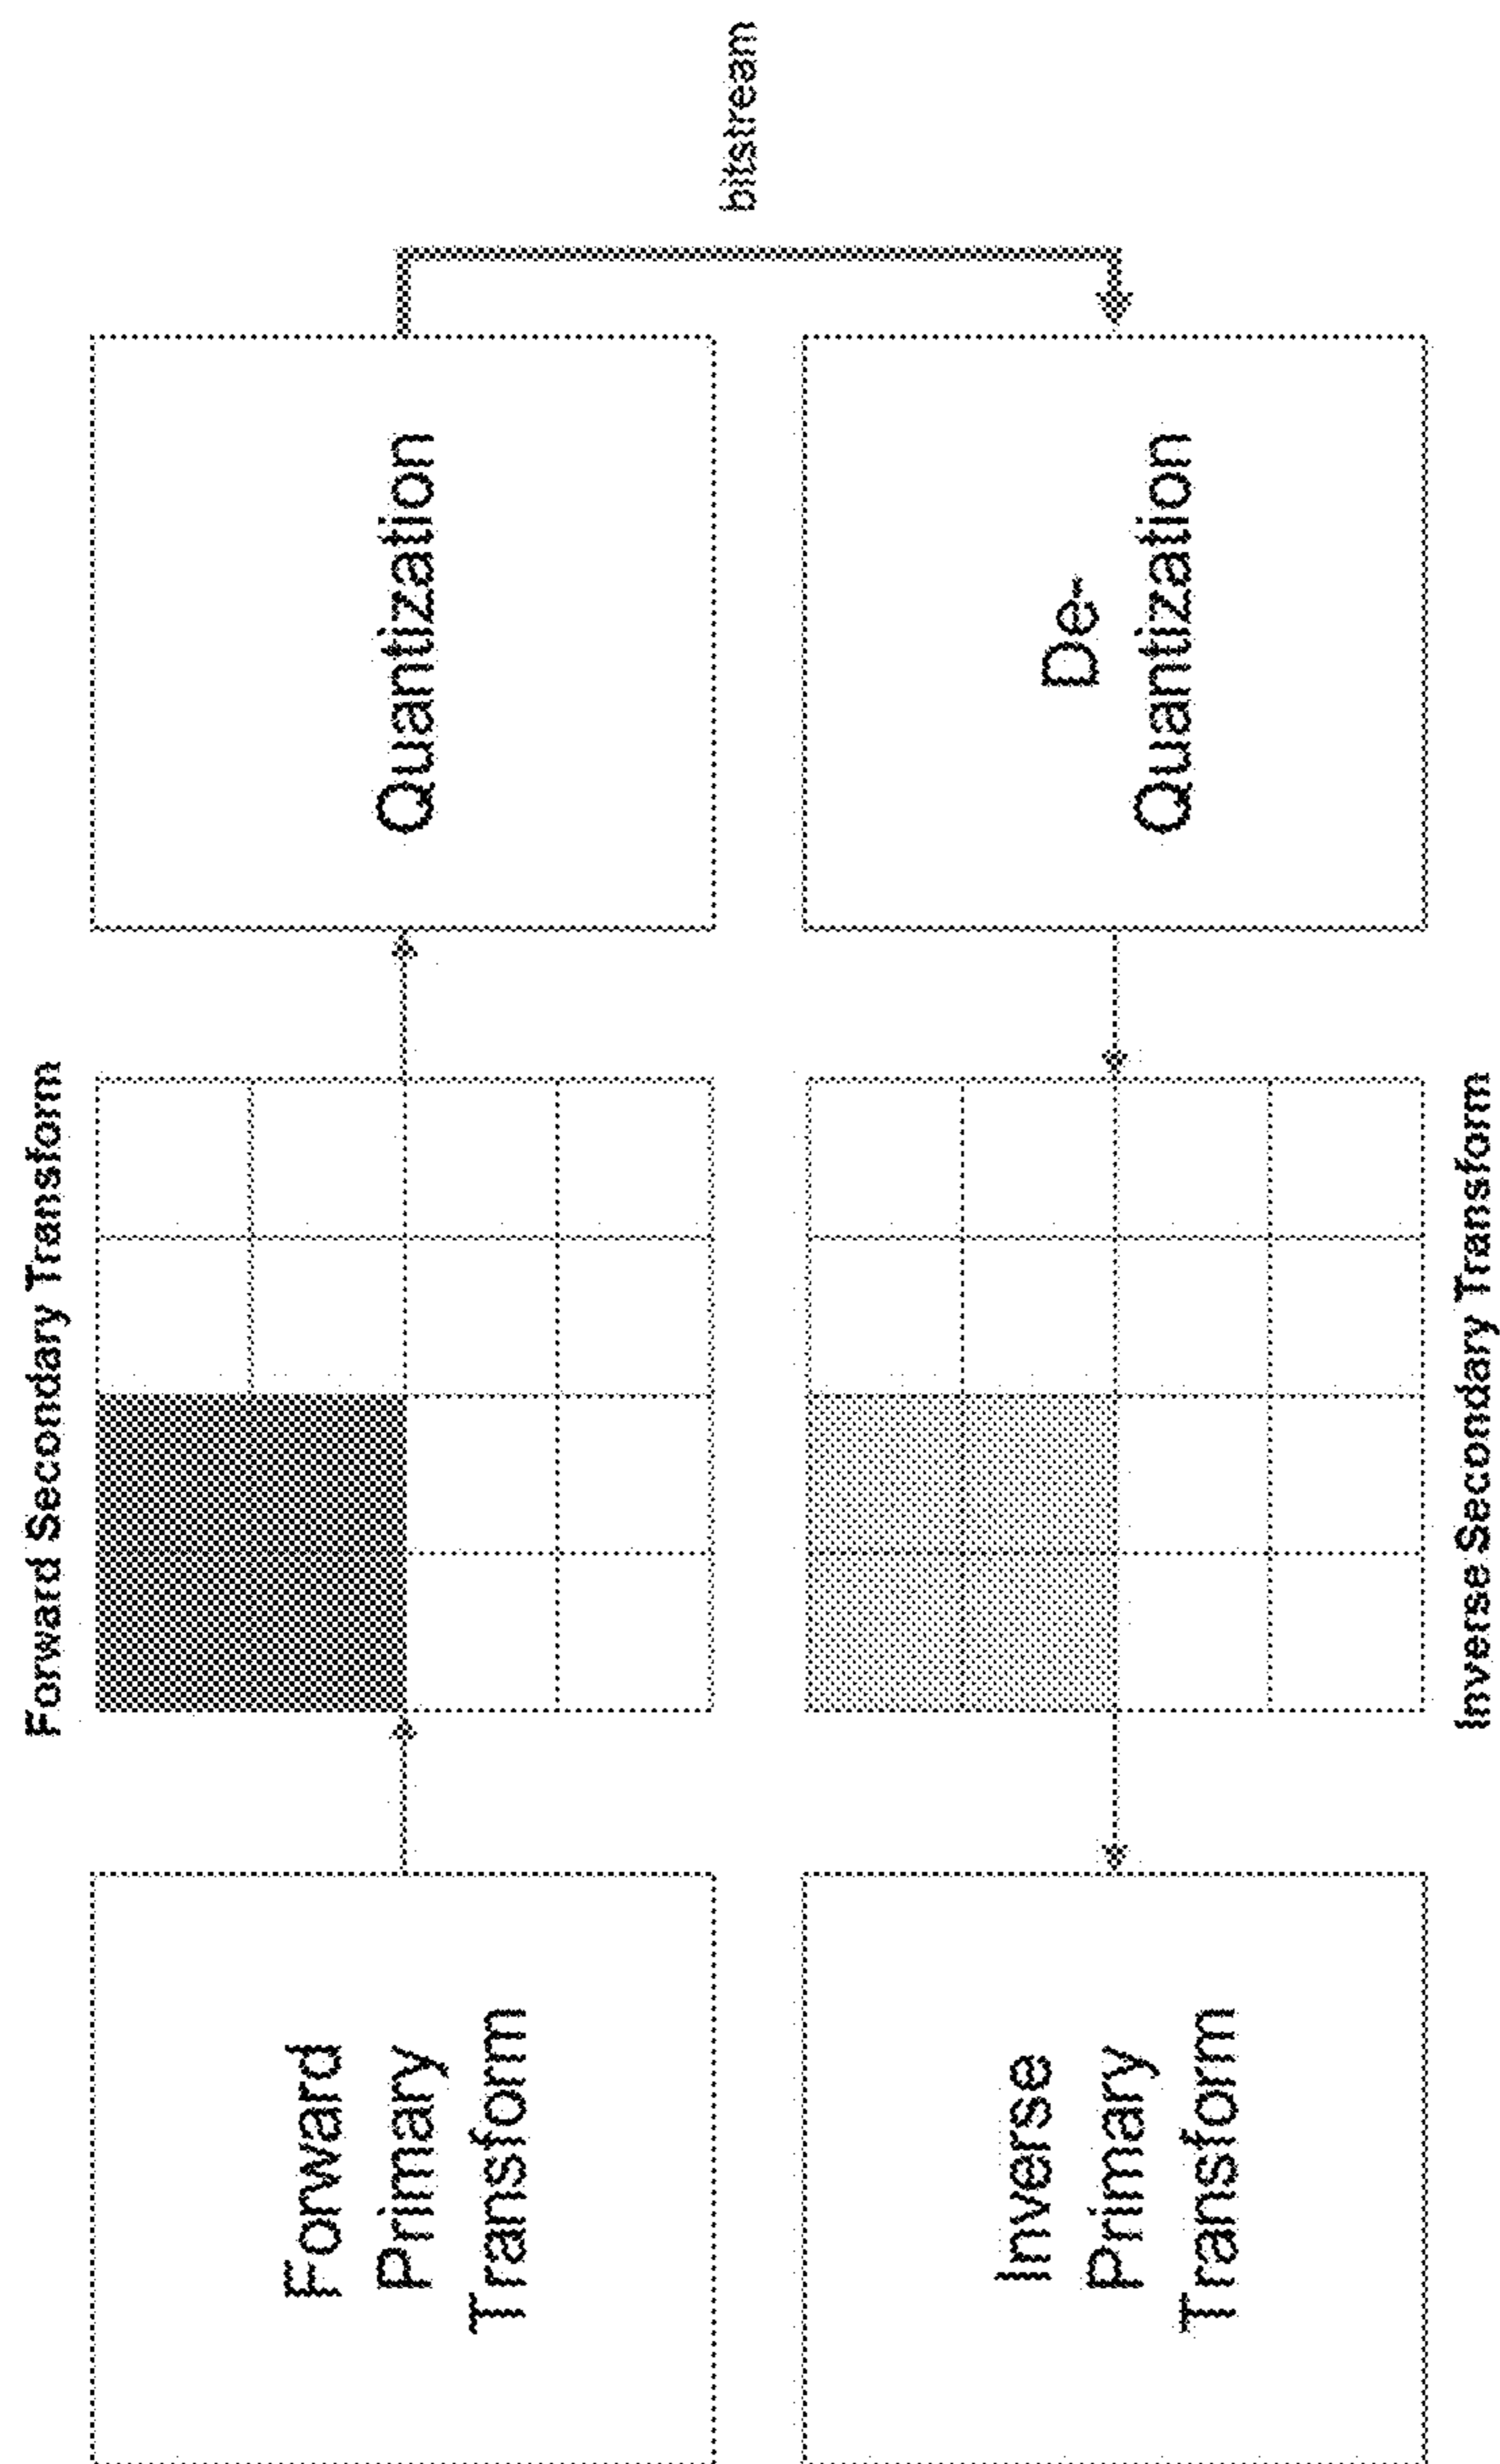 Forward Secondary Transform
Forward
Primary
Transform
Quantization
bitstream
Inverse
Primary
Transform
De-
Quantization
Inverse Secondary Transform